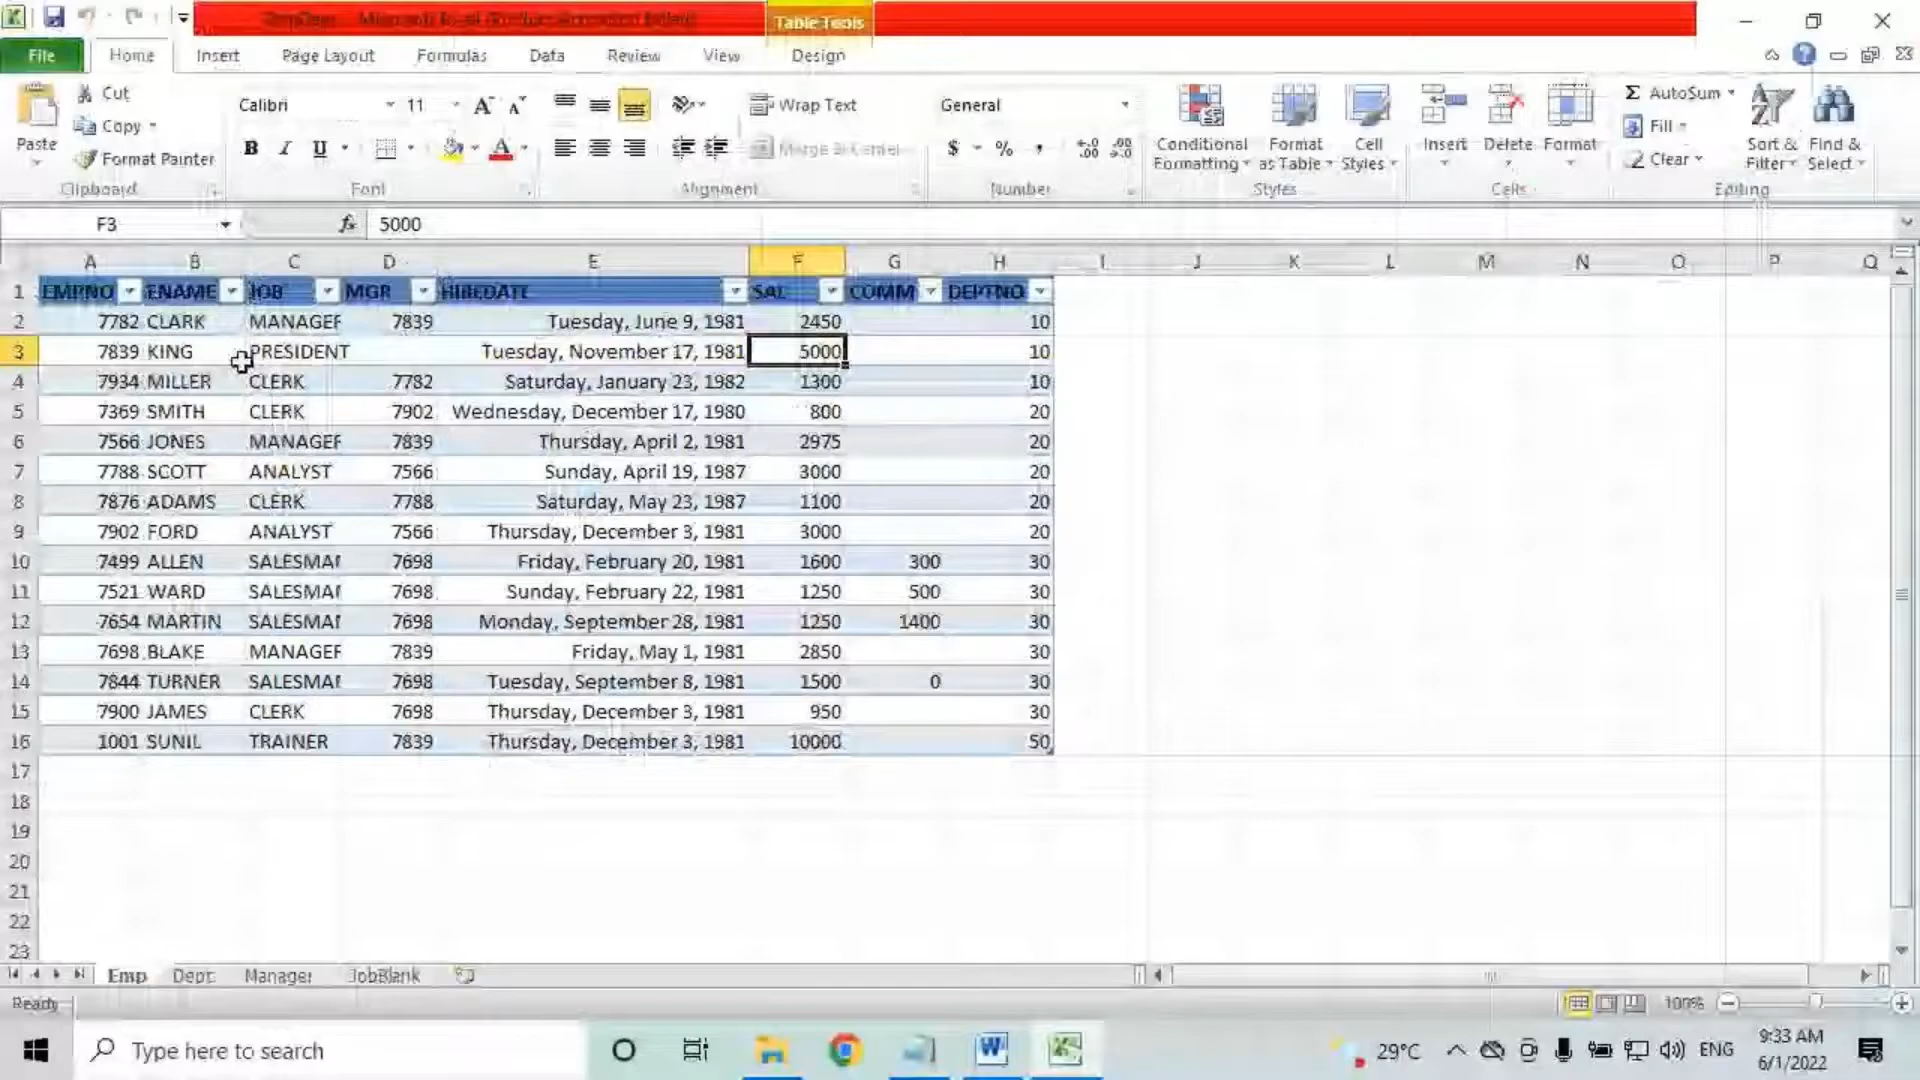 Table Tools
File Home Insert Page Layout Formulas Data Review View Design
Paste
Cut
Copy
Format Painter
Clipboard
Calibri 11
B I U
Font
Wrap Text
Merge & Center
Alignment
General
$ % ,
Number
Conditional Formatting
Format as Table
Cell Styles
Styles
Insert Delete Format
Cells
Σ AutoSum
Fill
Clear
Sort & Filter
Find & Select
Editing
F3 fx 5000
A B C D E F G H I J K L M N O P Q
1 EMPNO ENAME JOB MGR HIREDATE SAL COMM DEPTNO
2 7782 CLARK MANAGER 7839 Tuesday, June 9, 1981 2450 10
3 7839 KING PRESIDENT Tuesday, November 17, 1981 5000 10
4 7934 MILLER CLERK 7782 Saturday, January 23, 1982 1300 10
5 7369 SMITH CLERK 7902 Wednesday, December 17, 1980 800 20
6 7566 JONES MANAGER 7839 Thursday, April 2, 1981 2975 20
7 7788 SCOTT ANALYST 7566 Sunday, April 19, 1987 3000 20
8 7876 ADAMS CLERK 7788 Saturday, May 23, 1987 1100 20
9 7902 FORD ANALYST 7566 Thursday, December 3, 1981 3000 20
10 7499 ALLEN SALESMAN 7698 Friday, February 20, 1981 1600 300 30
11 7521 WARD SALESMAN 7698 Sunday, February 22, 1981 1250 500 30
12 7654 MARTIN SALESMAN 7698 Monday, September 28, 1981 1250 1400 30
13 7698 BLAKE MANAGER 7839 Friday, May 1, 1981 2850 30
14 7844 TURNER SALESMAN 7698 Tuesday, September 8, 1981 1500 0 30
15 7900 JAMES CLERK 7698 Thursday, December 3, 1981 950 30
16 1001 SUNIL TRAINER 7839 Thursday, December 3, 1981 10000 50
17
18
19
20
21
22
23
Emp Dept Manager JobBlank
Ready 100%
Type here to search 29°C ENG 9:33 AM
6/1/2022